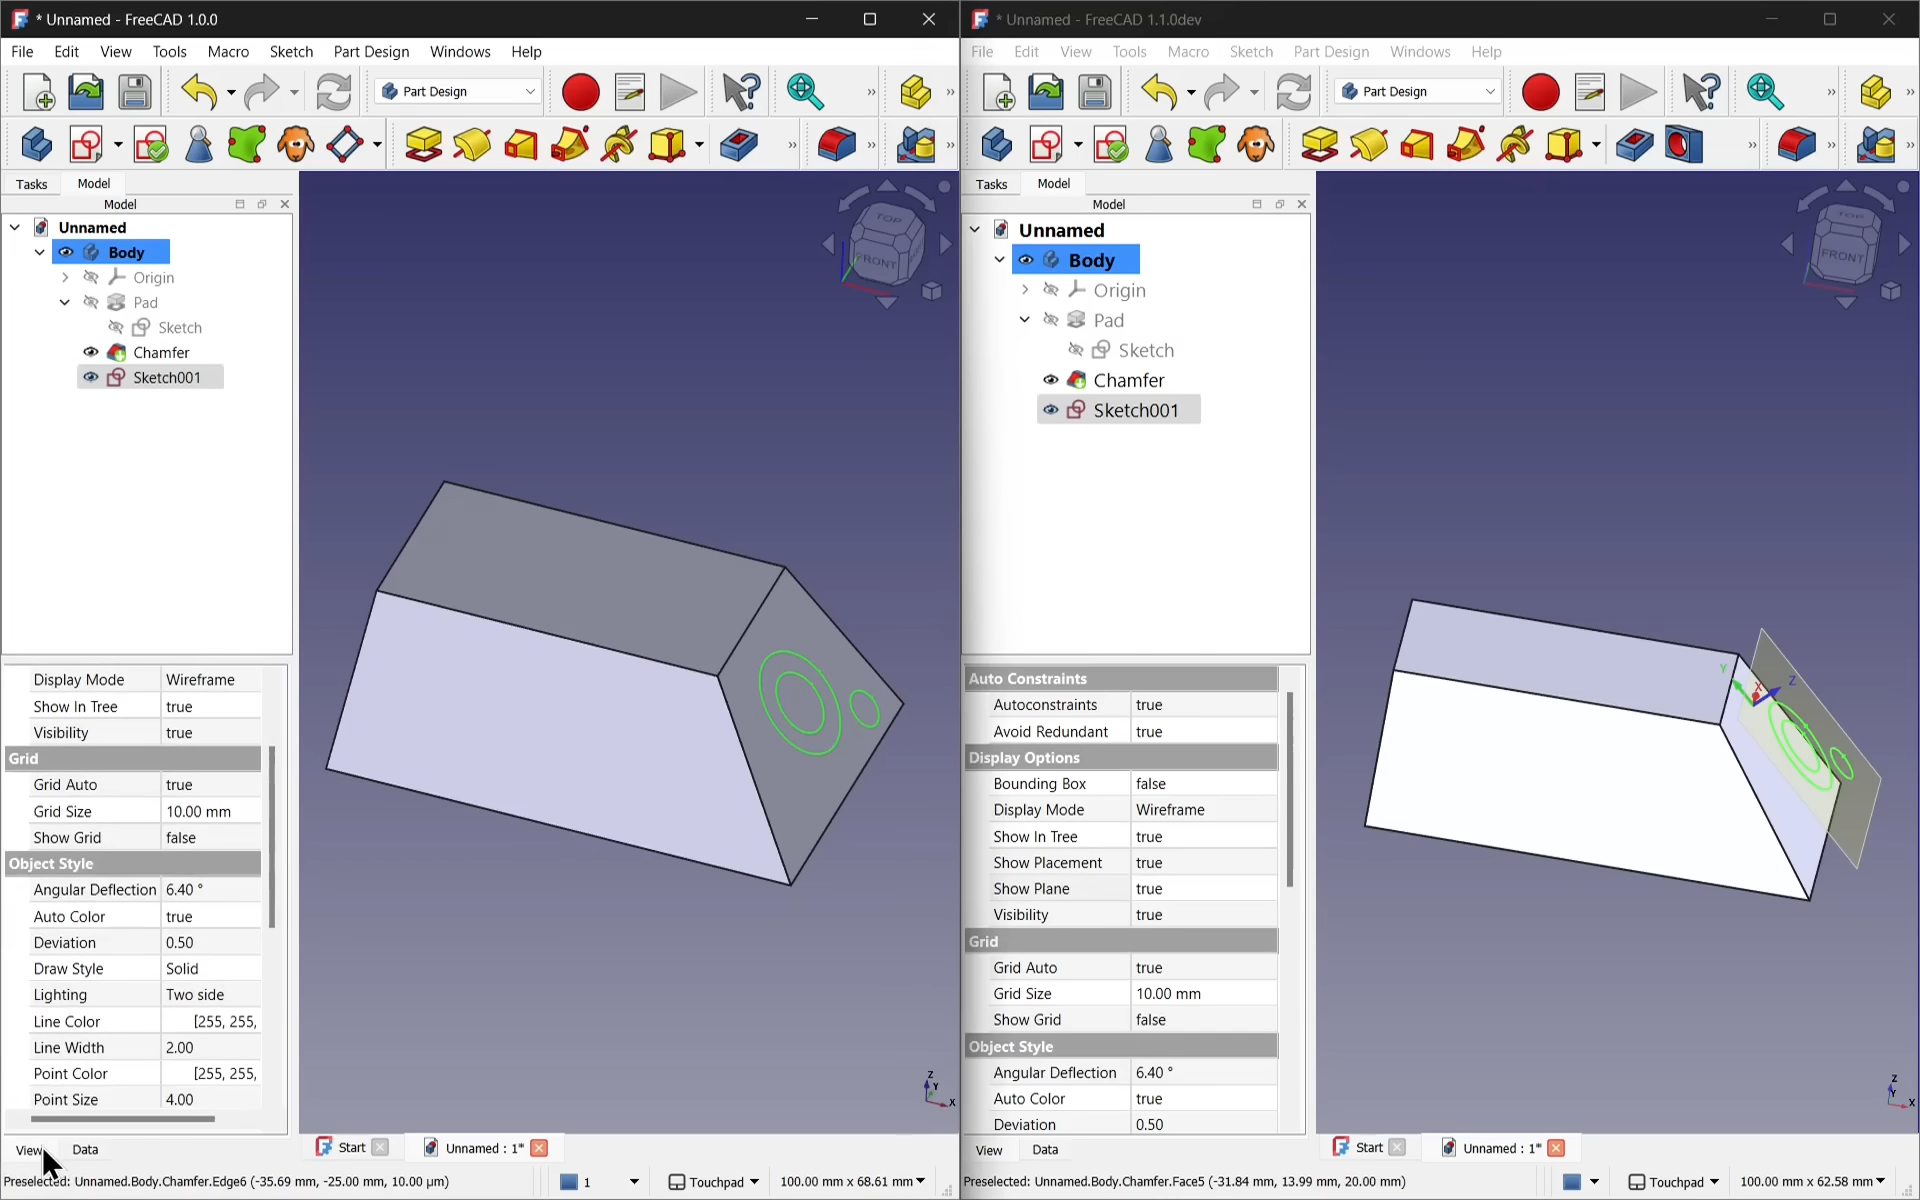 * Unnamed - FreeCAD 1.0.0
File Edit View Tools Macro Sketch Part Design Windows Help
Part Design
Tasks Model
Model
Unnamed
Body
Origin
Pad
Sketch
Chamfer
Sketch001
Display Mode Wireframe
Show In Tree true
Visibility true
Grid
Grid Auto true
Grid Size 10.00 mm
Show Grid false
Object Style
Angular Deflection 6.40 °
Auto Color true
Deviation 0.50
Draw Style Solid
Lighting Two side
Line Color [255, 255,
Line Width 2.00
Point Color [255, 255,
Point Size 4.00
View Data
TOP
FRONT
Z
Y
X
Start Unnamed : 1*
Preselected: Unnamed.Body.Chamfer.Edge6 (-35.69 mm, -25.00 mm, 10.00 µm) 1 Touchpad 100.00 mm x 68.61 mm
* Unnamed - FreeCAD 1.1.0dev
File Edit View Tools Macro Sketch Part Design Windows Help
Part Design
Tasks Model
Model
Unnamed
Body
Origin
Pad
Sketch
Chamfer
Sketch001
Auto Constraints
Autoconstraints true
Avoid Redundant true
Display Options
Bounding Box false
Display Mode Wireframe
Show In Tree true
Show Placement true
Show Plane true
Visibility true
Grid
Grid Auto true
Grid Size 10.00 mm
Show Grid false
Object Style
Angular Deflection 6.40 °
Auto Color true
Deviation 0.50
View Data
TOP
FRONT
Y X Z
Z
Y
X
Start Unnamed : 1*
Preselected: Unnamed.Body.Chamfer.Face5 (-31.84 mm, 13.99 mm, 20.00 mm) Touchpad 100.00 mm x 62.58 mm